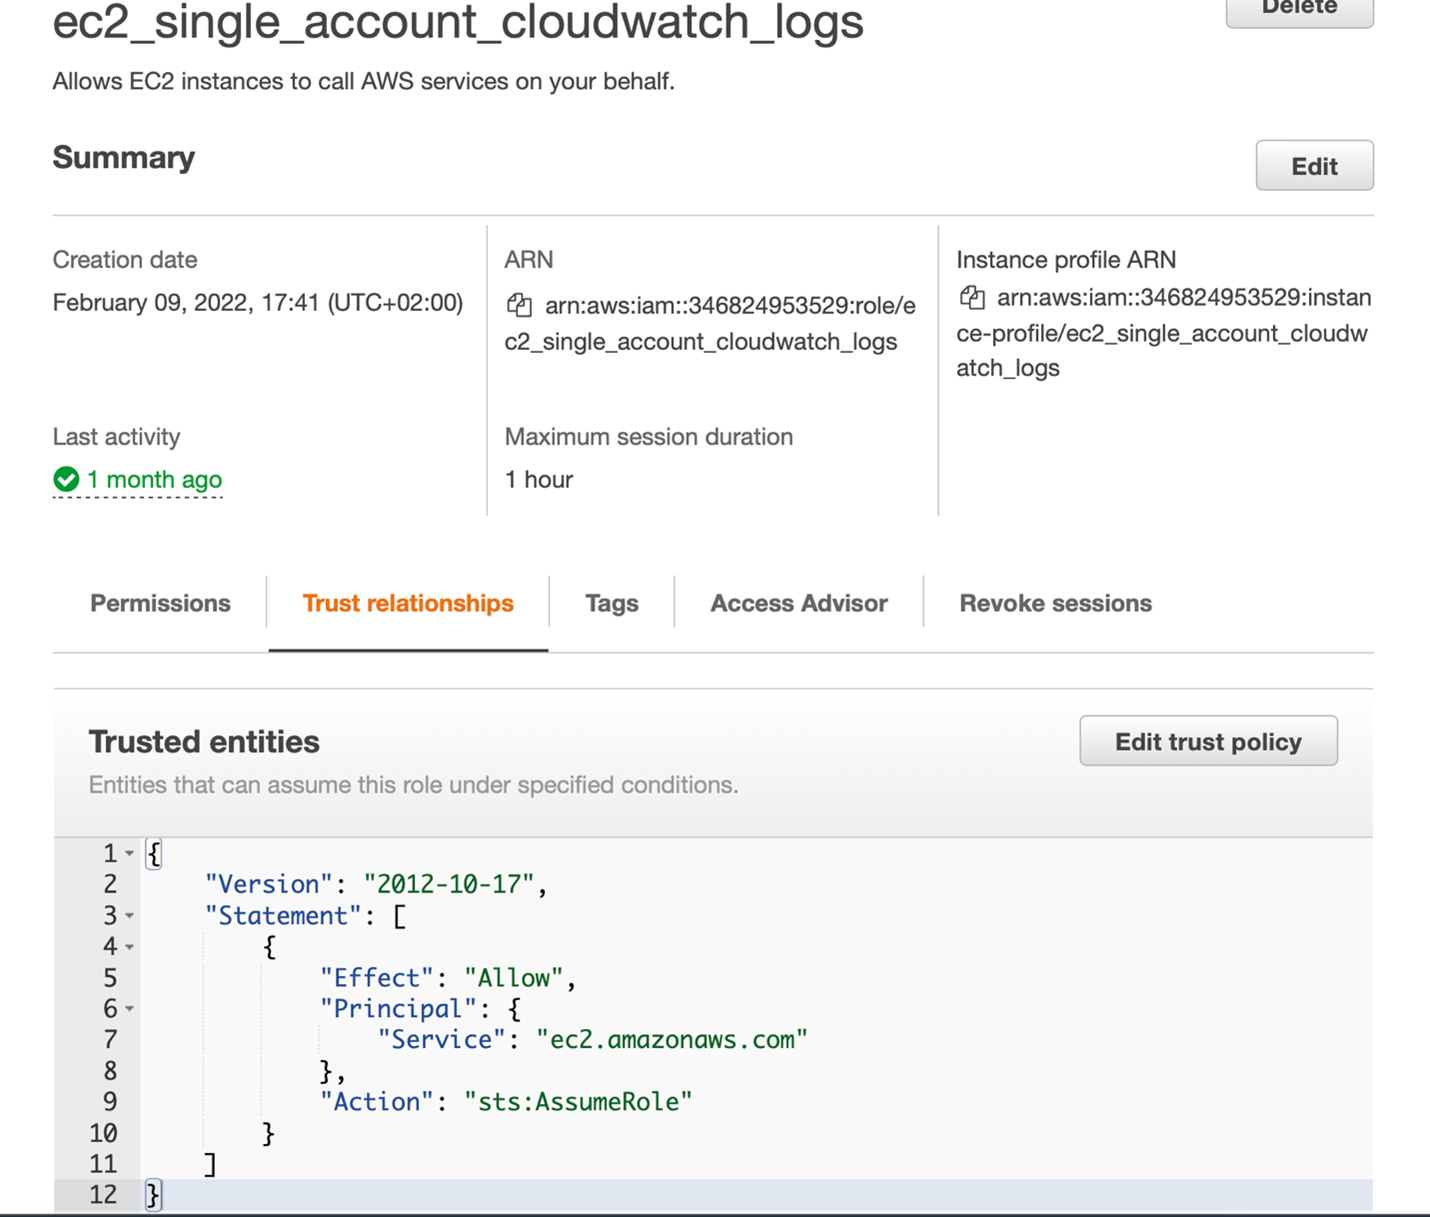 ec2_single_account_cloudwatch_logs
Delete
Allows EC2 instances to call AWS services on your behalf.
Summary
Edit
Creation date
February 09, 2022, 17:41 (UTC+02:00)
ARN
arn:aws:iam::346824953529:role/e
c2_single_account_cloudwatch_logs
Instance profile ARN
arn:aws:iam::346824953529:instan
ce-profile/ec2_single_account_cloudw
atch_logs
Last activity
1 month ago
Maximum session duration
1 hour
Permissions
Trust relationships
Tags
Access Advisor
Revoke sessions
Trusted entities
Edit trust policy
Entities that can assume this role under specified conditions.
1 {
2 "Version": "2012-10-17",
3 "Statement": [
4 {
5 "Effect": "Allow",
6 "Principal": {
7 "Service": "ec2.amazonaws.com"
8 },
9 "Action": "sts:AssumeRole"
10 }
11 ]
12 }